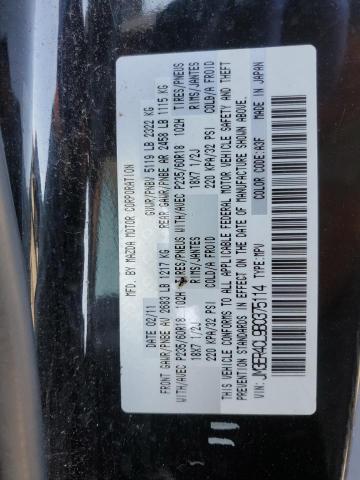 MFD. BY MAZDA MOTOR CORPORATION
02/11 GVWR/PNBV 5119 LB 2322 KG
FRONT GAWR/PNBE AV 2683 LB 1217 KG REAR GAWR/PNBE AR 2458 LB 1115 KG
WITH/AVEC P235/60R18 102H TIRES/PNEUS WITH/AVEC P235/60R18 102H TIRES/PNEUS
18X7 1/2J RIMS/JANTES 18X7 1/2J RIMS/JANTES
220 KPA/32 PSI COLD/A FROID 220 KPA/32 PSI COLD/A FROID
THIS VEHICLE CONFORMS TO ALL APPLICABLE FEDERAL MOTOR VEHICLE SAFETY AND THEFT
PREVENTION STANDARDS IN EFFECT ON THE DATE OF MANUFACTURE SHOWN ABOVE.
VIN: JM3ER4CL9B0375114 TYPE: MPV COLOR CODE: A3F MADE IN JAPAN